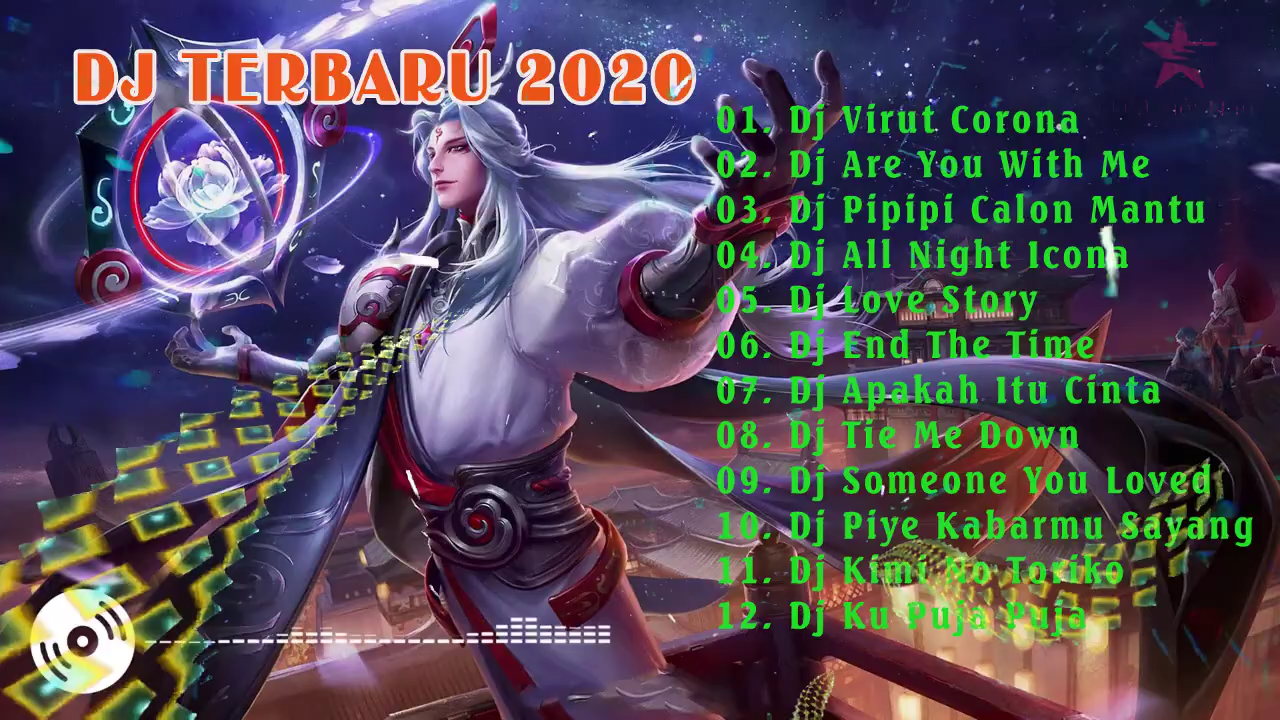 DJ TERBARU 2020
01. Dj Virut Corona
02. Dj Are You With Me
03. Dj Pipipi Calon Mantu
04. Dj All Night Icona
05. Dj Love Story
06. Dj End The Time
07. Dj Apakah Itu Cinta
08. Dj Tie Me Down
09. Dj Someone You Loved
10. Dj Piye Kabarmu Sayang
11. Dj Kimi No Toriko
12. Dj Ku Puja Puja